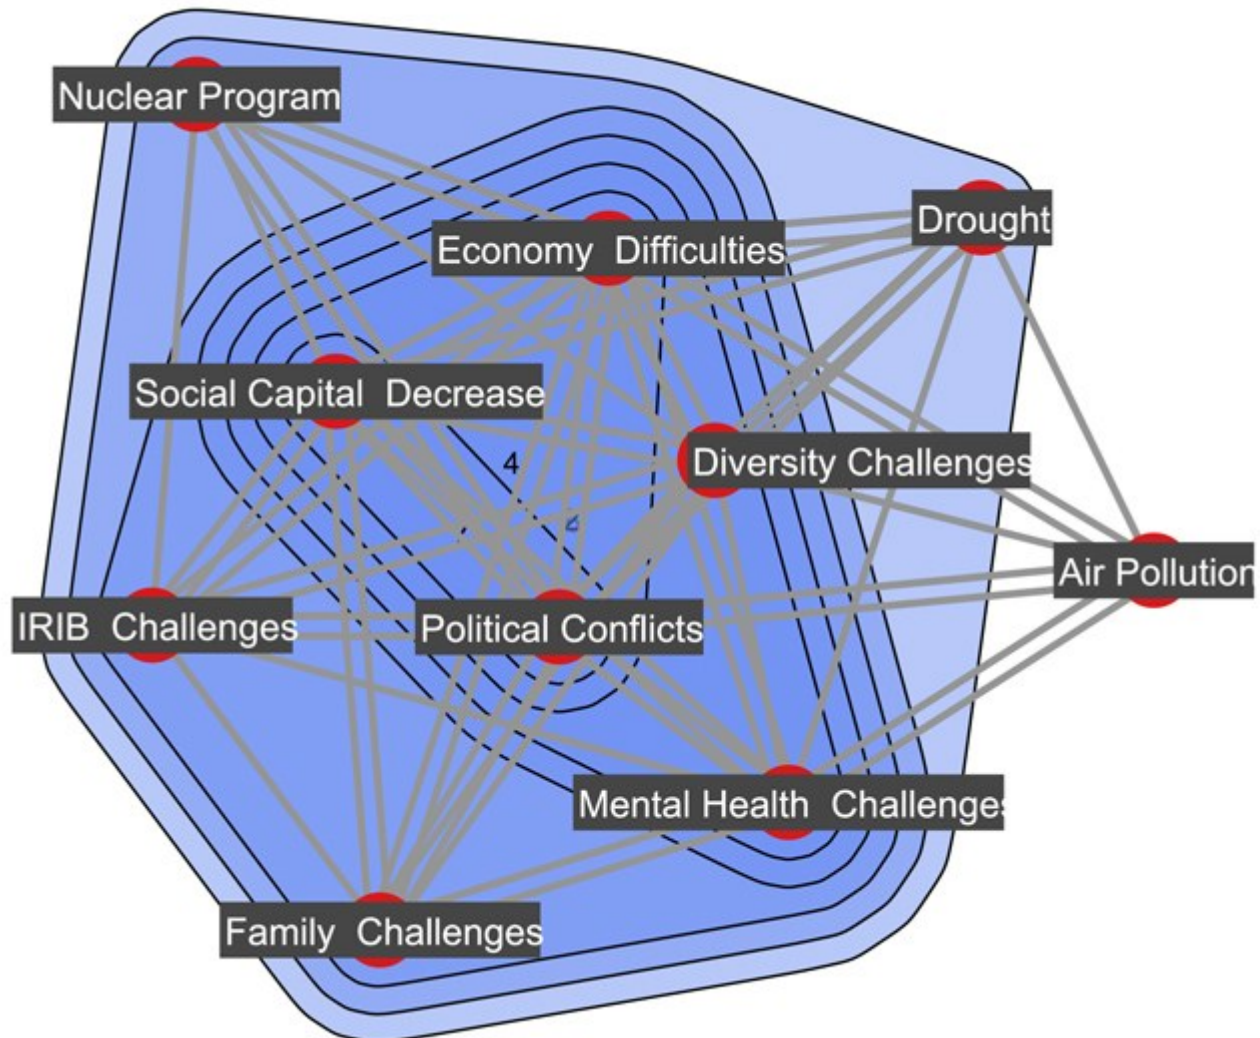 Nuclear Program
Drought
Economy  Difficulties
Social Capital  Decrease
4
Diversity Challenges
Air Pollution
IRIB  Challenges
Political Conflicts
Mental Health  Challenges
Family  Challenges